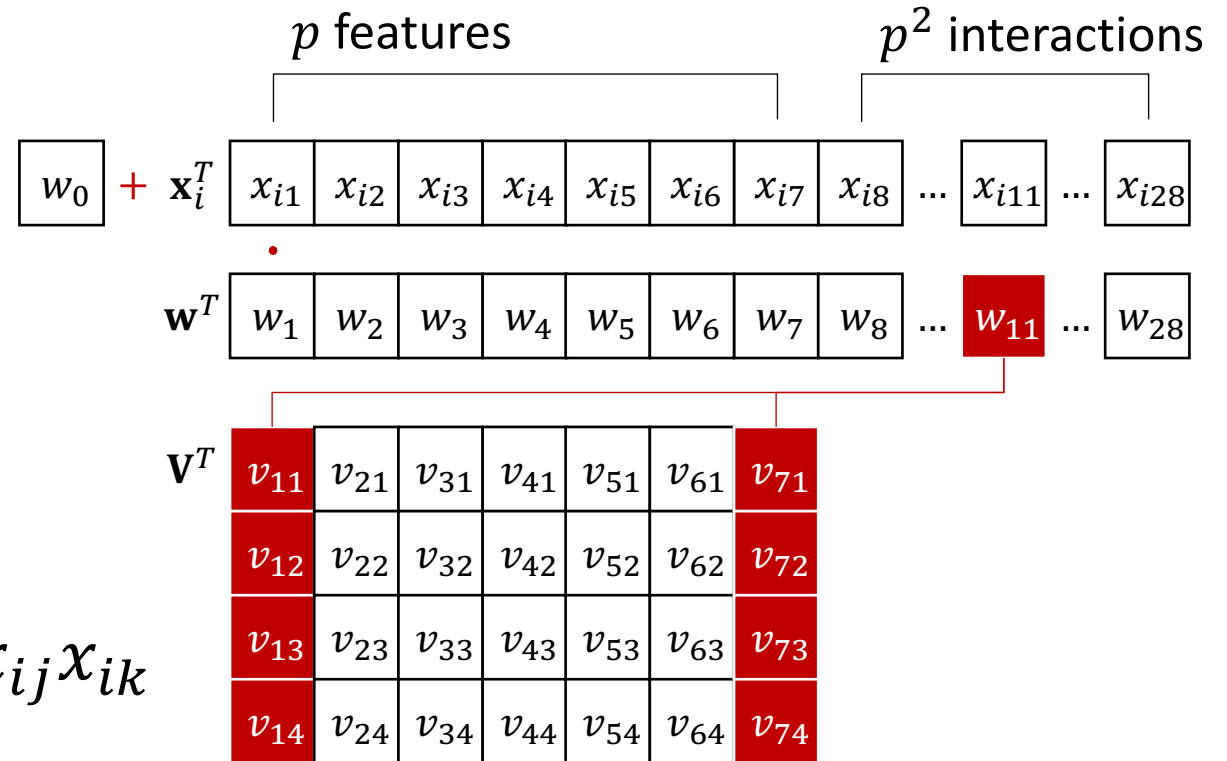 p features p² interactions
w₀ + xᵢᵀ xᵢ₁ xᵢ₂ xᵢ₃ xᵢ₄ xᵢ₅ xᵢ₆ xᵢ₇ xᵢ₈ ... xᵢ₁₁ ... xᵢ₂₈
·
wᵀ w₁ w₂ w₃ w₄ w₅ w₆ w₇ w₈ ... w₁₁ ... w₂₈
Vᵀ v₁₁ v₂₁ v₃₁ v₄₁ v₅₁ v₆₁ v₇₁
v₁₂ v₂₂ v₃₂ v₄₂ v₅₂ v₆₂ v₇₂
v₁₃ v₂₃ v₃₃ v₄₃ v₅₃ v₆₃ v₇₃
xᵢⱼxᵢₖ
v₁₄ v₂₄ v₃₄ v₄₄ v₅₄ v₆₄ v₇₄